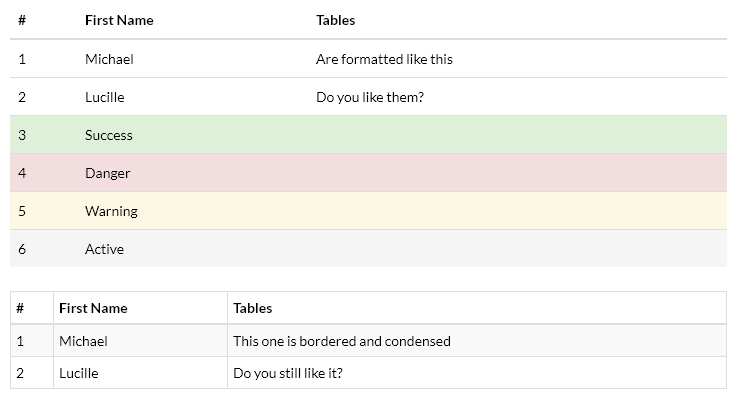 # First Name Tables
1 Michael Are formatted like this
2 Lucille Do you like them?
3 Success
4 Danger
5 Warning
6 Active
# First Name Tables
1 Michael This one is bordered and condensed
2 Lucille Do you still like it?